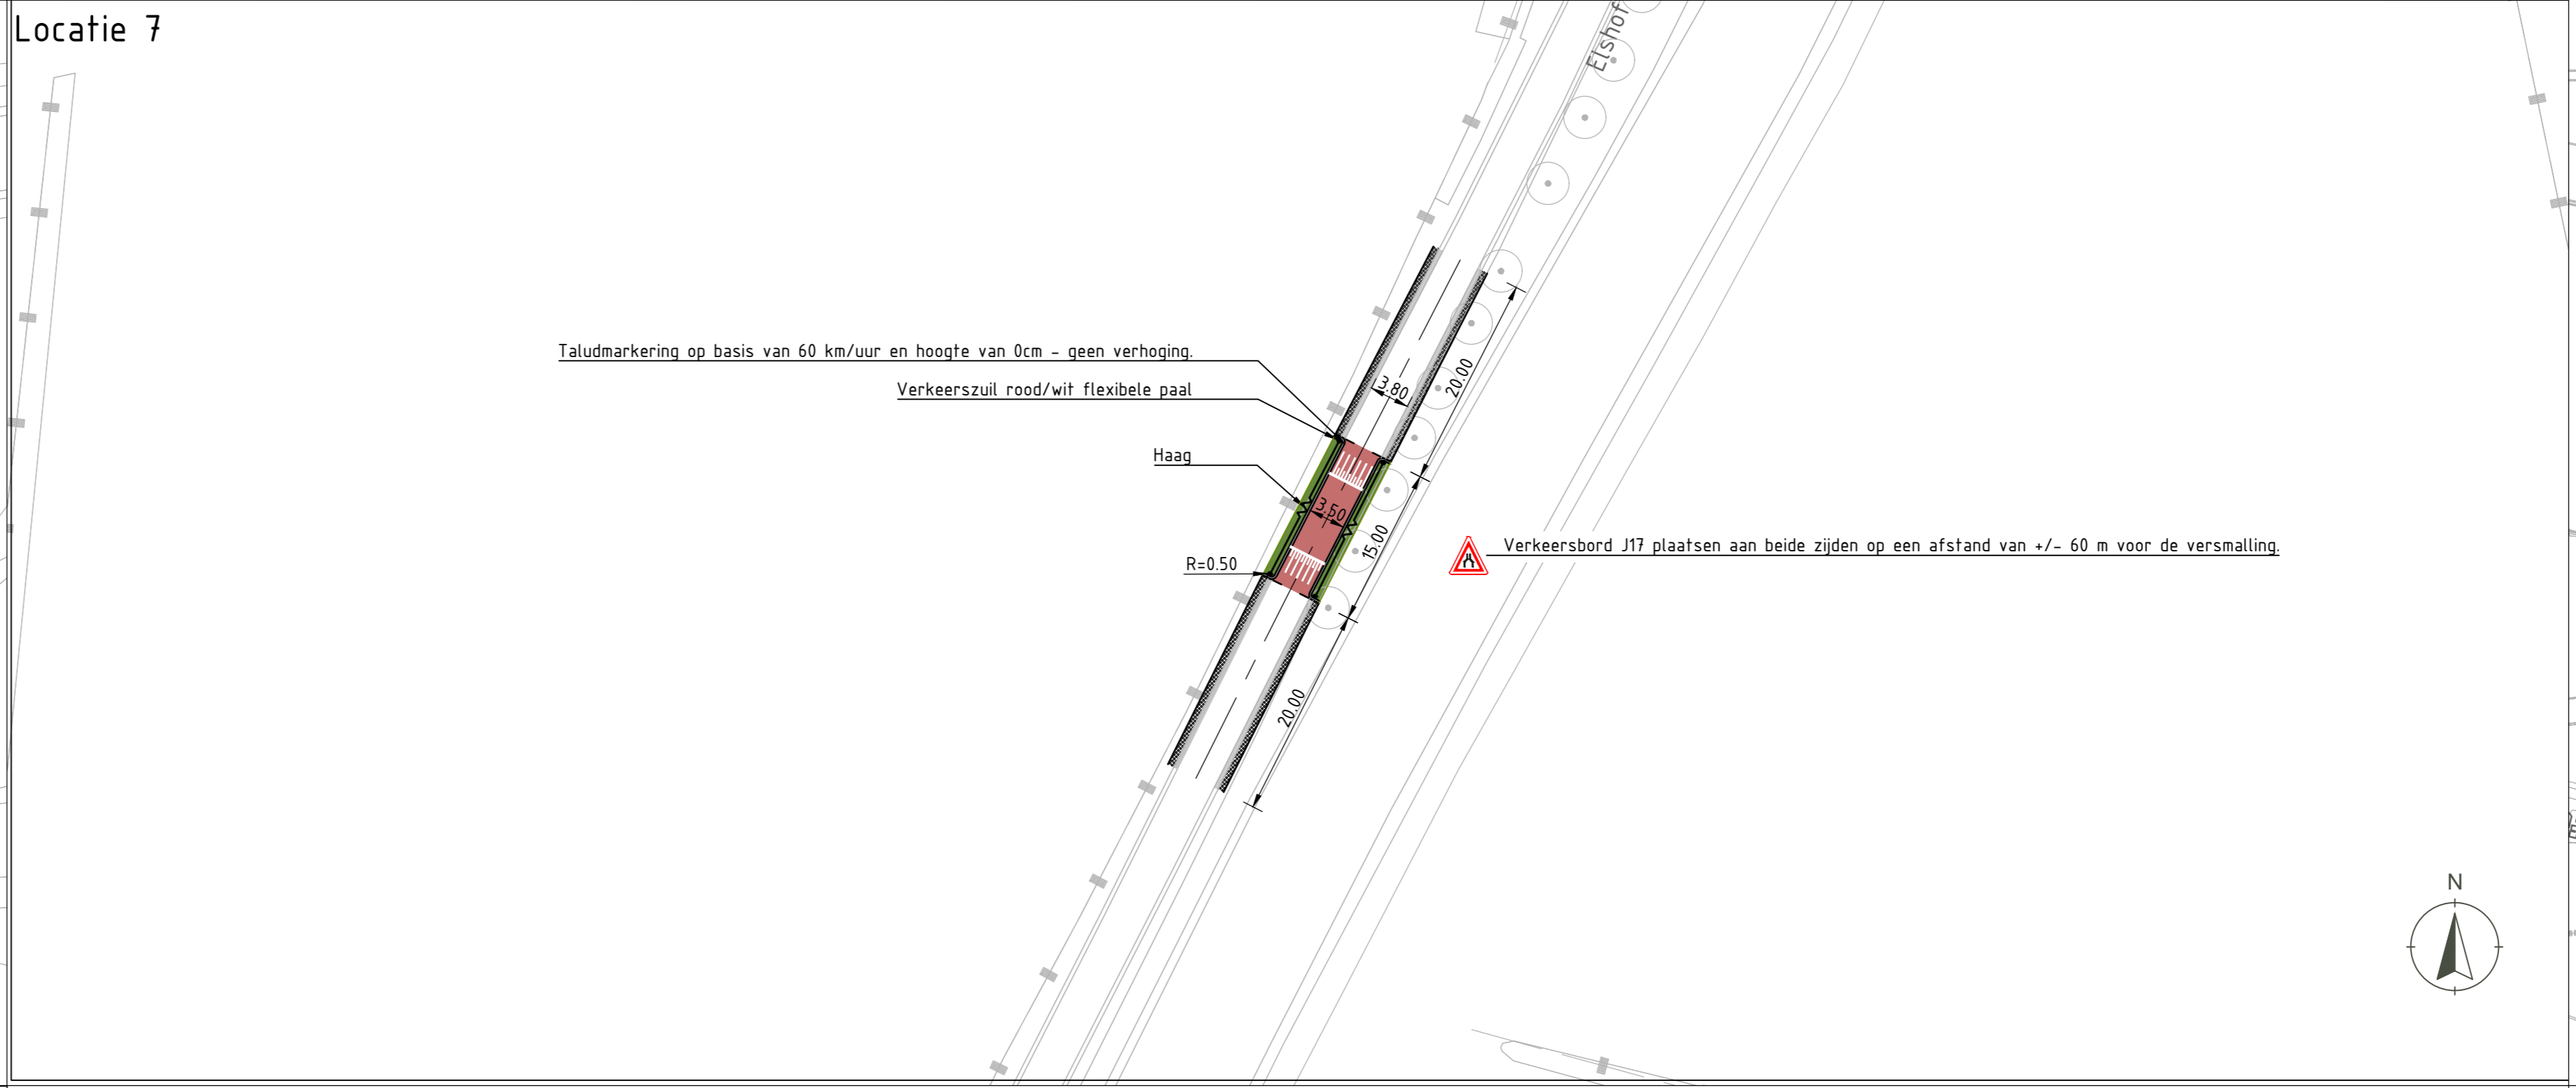 Locatie 7
Elshof
Taludmarkering op basis van 60 km/uur en hoogte van 0cm - geen verhoging.
3.80
20.00
Verkeerszuil rood/wit flexibele paal
Haag
3.50
15.00
Verkeersbord J17 plaatsen aan beide zijden op een afstand van +/- 60 m voor de versmalling.
R=0.50
20.00
N